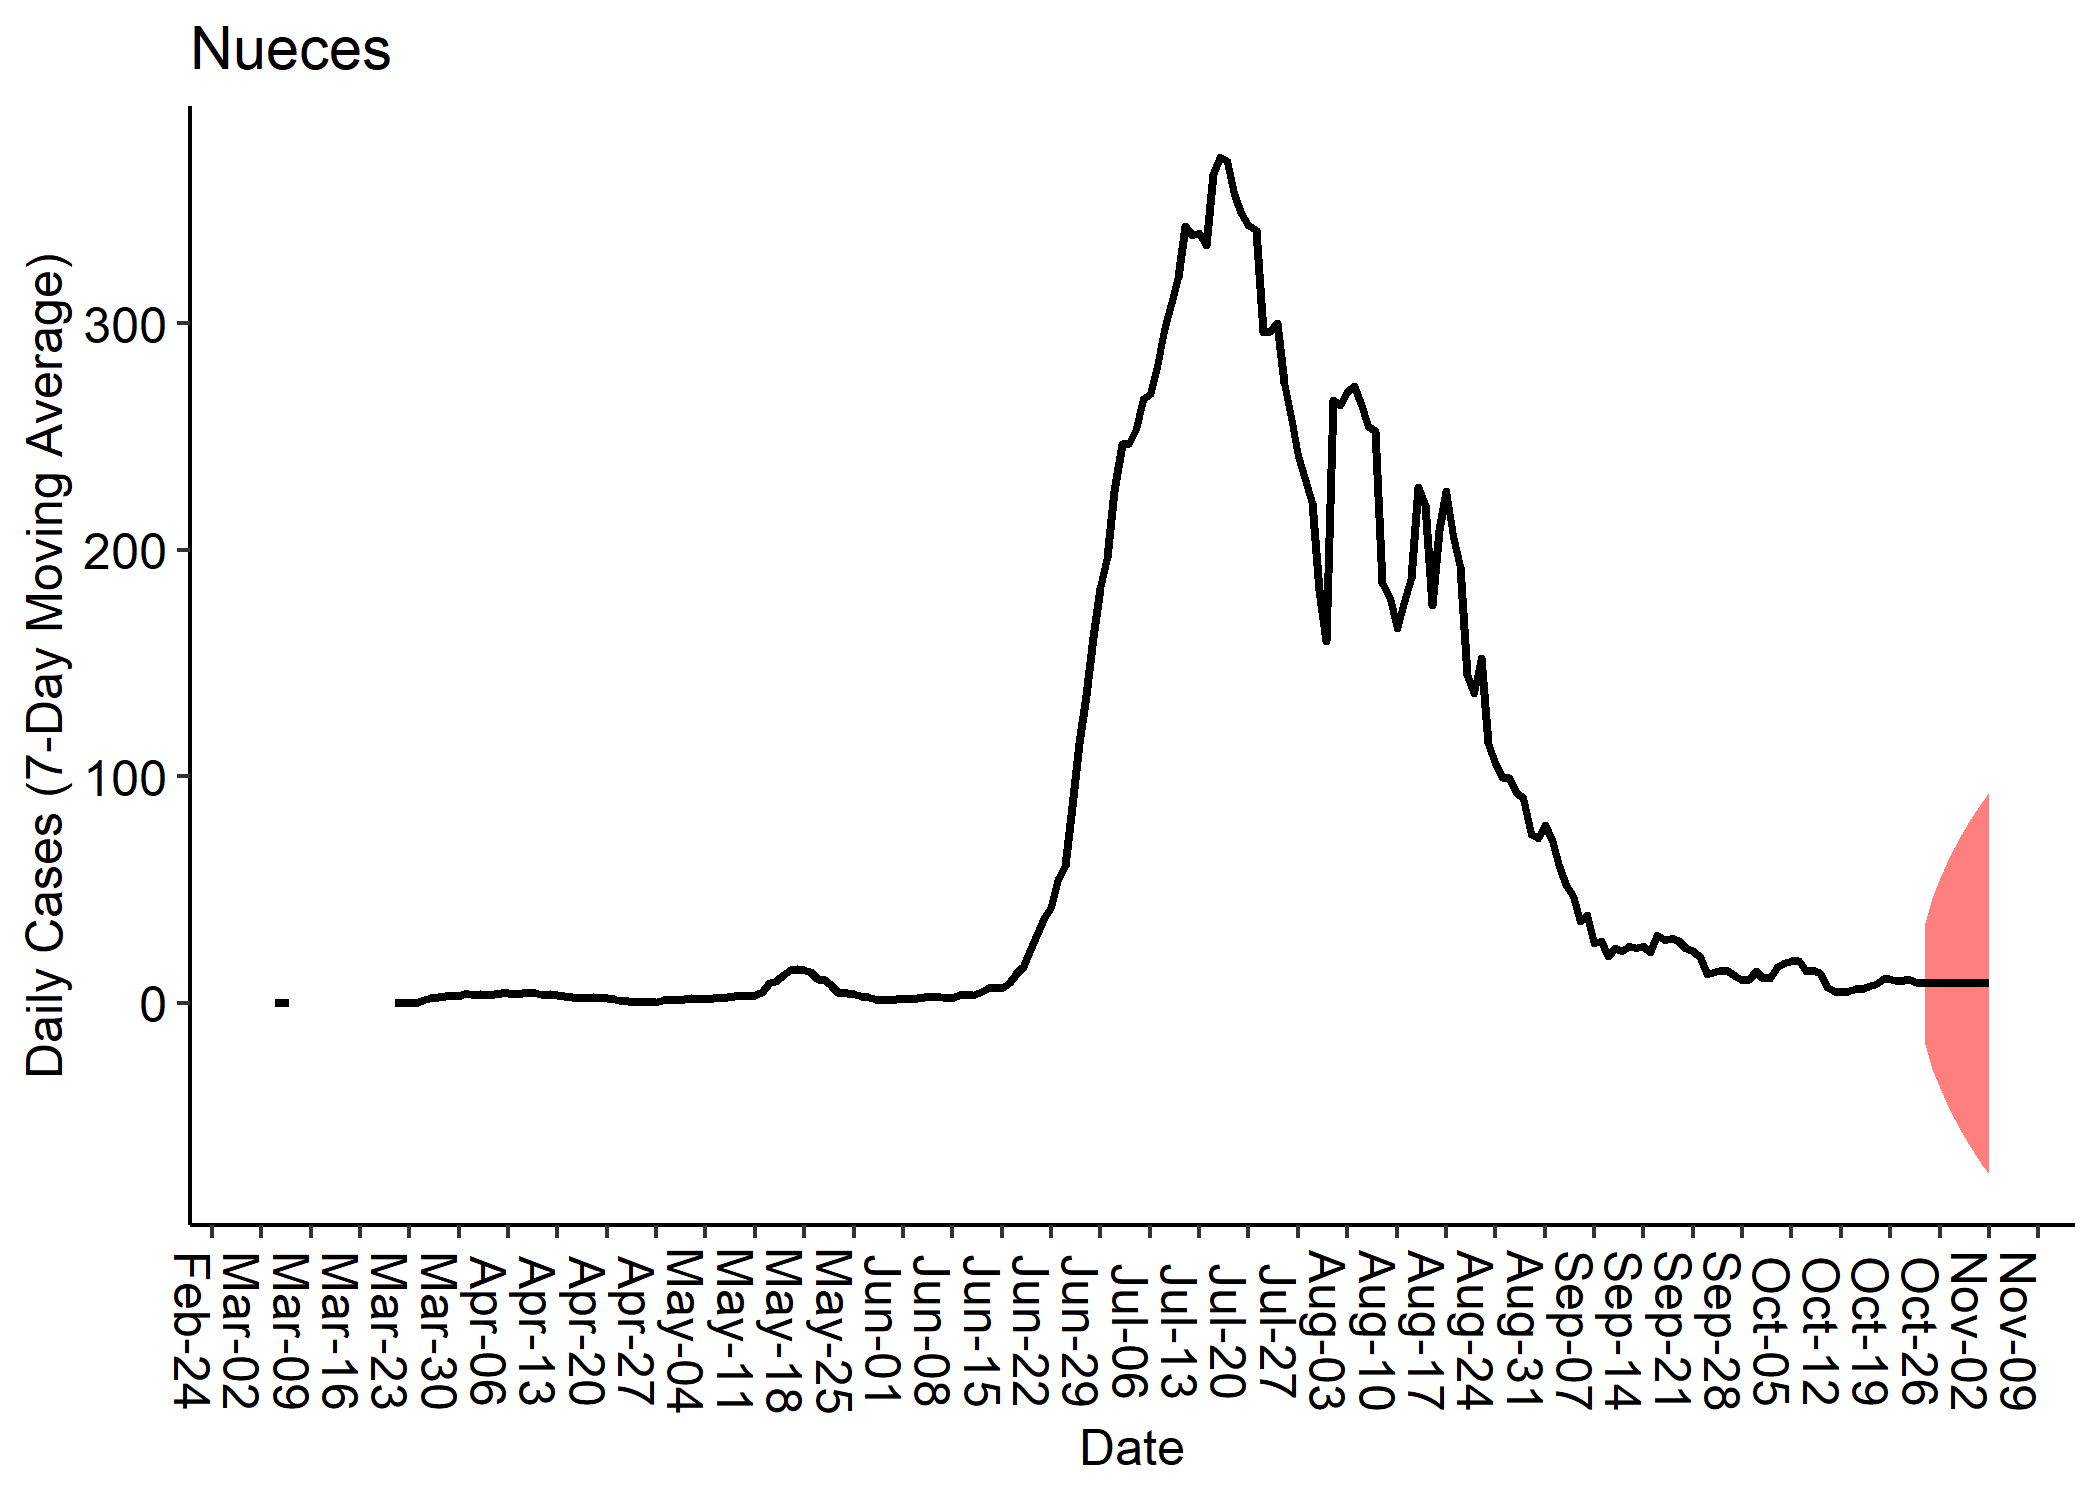 Nueces
Daily Cases (7-Day Moving Average)
300
200
100
0
Feb-24
Mar-02
Mar-09
Mar-16
Mar-23
Mar-30
Apr-06
Apr-13
Apr-20
Apr-27
May-04
May-11
May-18
May-25
Jun-01
Jun-08
Jun-15
Jun-22
Jun-29
Jul-06
Jul-13
Jul-20
Jul-27
Aug-03
Aug-10
Aug-17
Aug-24
Aug-31
Sep-07
Sep-14
Sep-21
Sep-28
Oct-05
Oct-12
Oct-19
Oct-26
Nov-02
Nov-09
Date